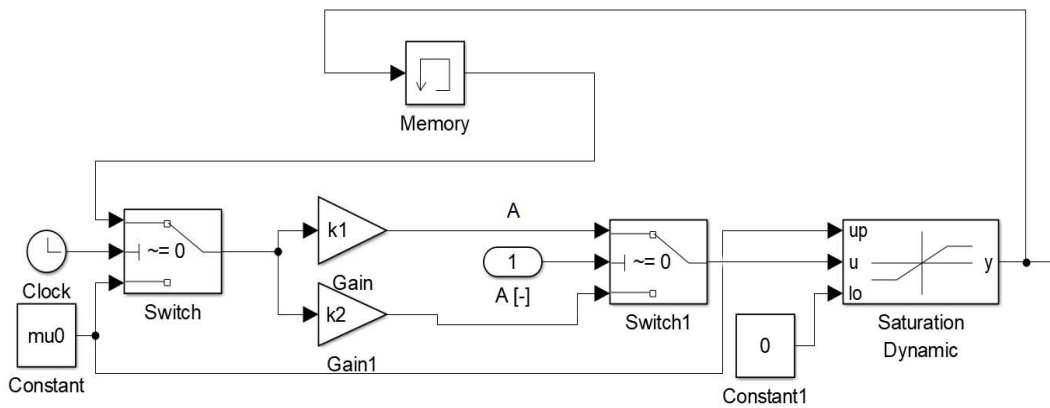 Memory
~= 0
Clock
Switch
mu0
Constant
k1
Gain
k2
Gain1
A
1
A [-]
~= 0
Switch1
up
u
lo
y
Saturation
Dynamic
0
Constant1